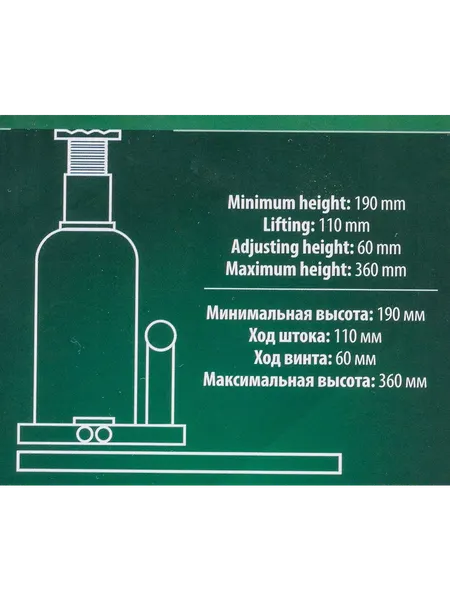 Minimum height: 190 mm
Lifting: 110 mm
Adjusting height: 60 mm
Maximum height: 360 mm
Минимальная высота: 190 мм
Ход штока: 110 мм
Ход винта: 60 мм
Максимальная высота: 360 мм